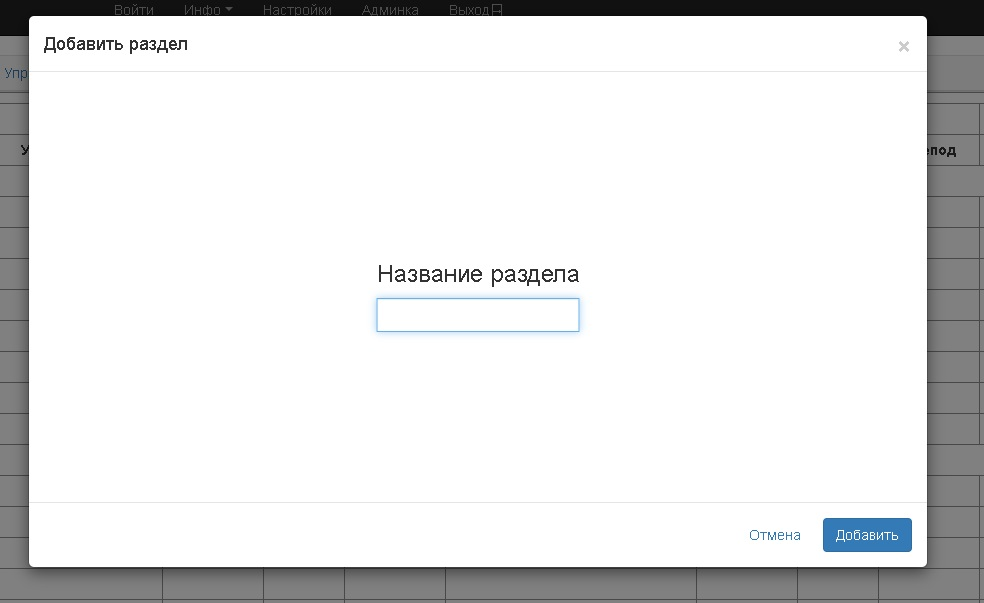 Войти Инфо Настройки Админка Выход
Добавить раздел ×
Название раздела
Отмена Добавить